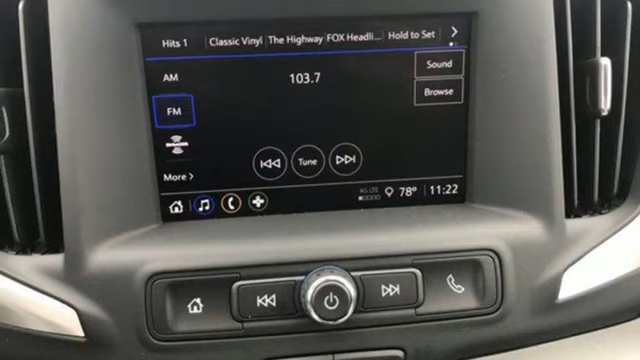 Hits 1 Classic Vinyl The Highway FOX Headli... Hold to Set
AM 103.7 Sound
FM Browse
Tune
More >
4G LTE 78° 11:22